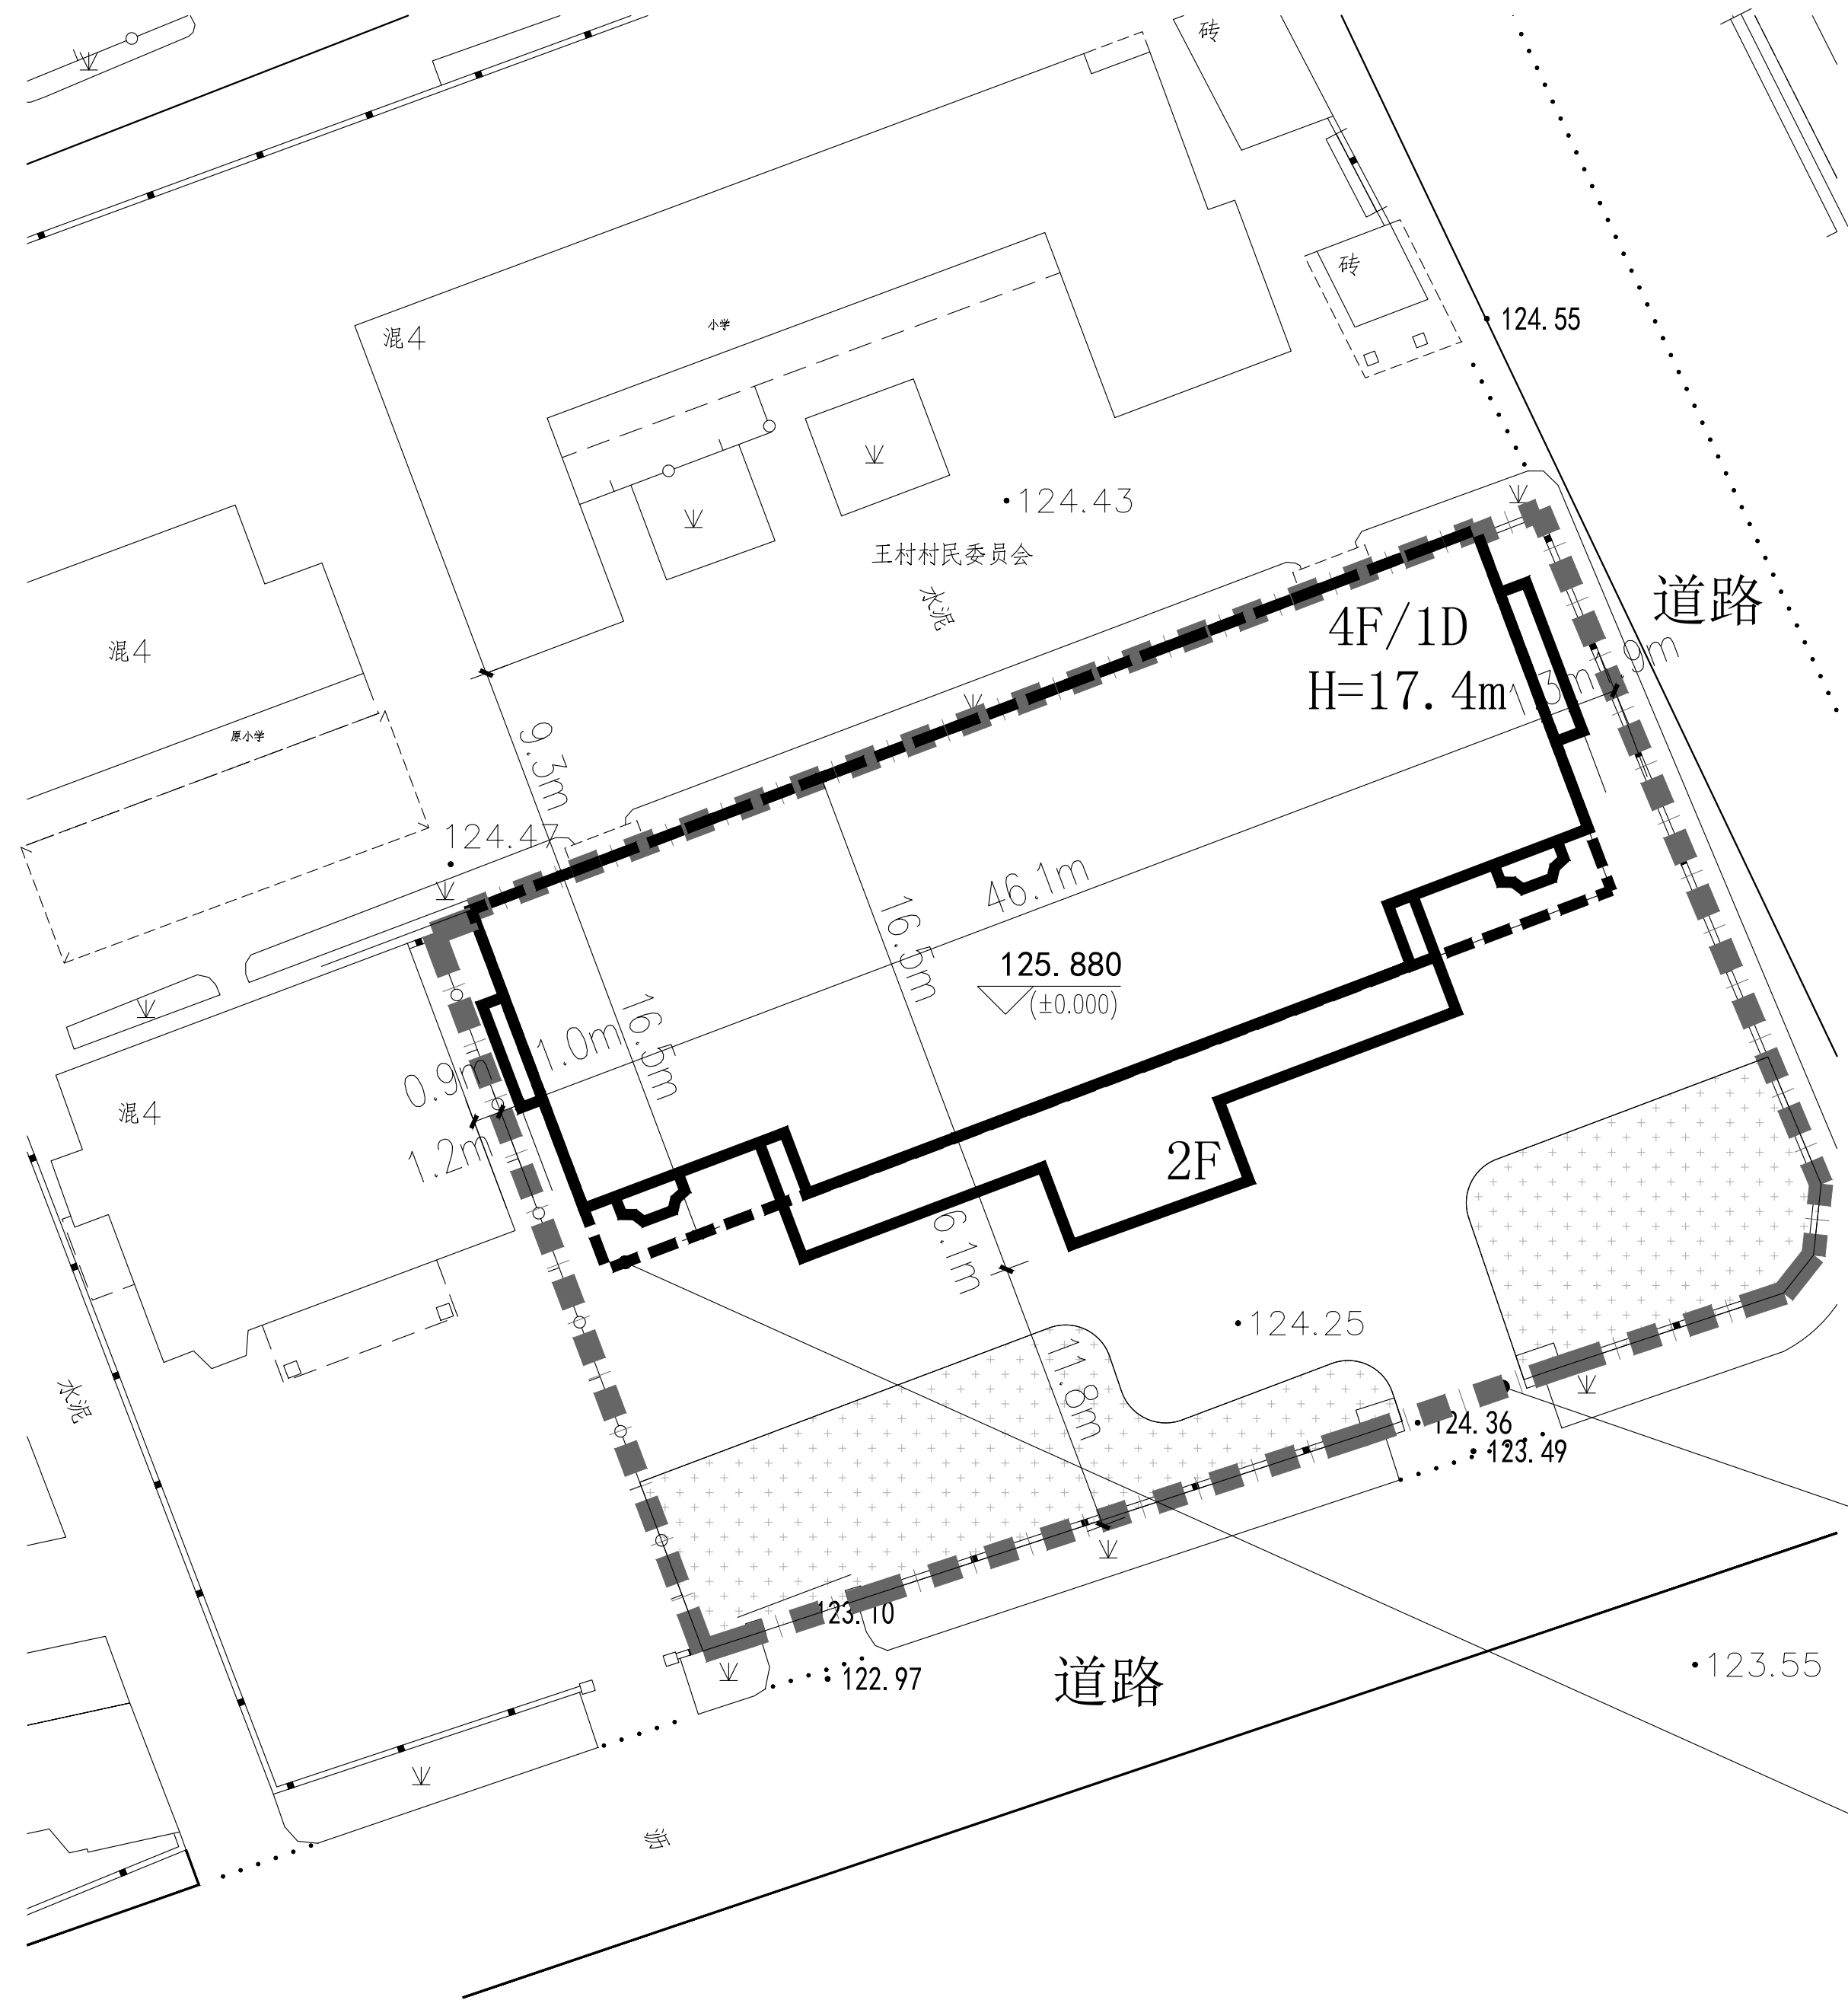 砖
砖
124.55
混4
小学
124.43
王村村民委员会
水泥
道路
4F/1D
H=17.4m
混4
原小学
9.3m
124.47
46.1m
16.5m
125.880
(±0.000)
16.5m
1.0m
0.9m
混4
1.2m
2F
6.1m
124.25
11.8m
水泥
124.36
123.49
123.10
122.97
道路
123.55
沥